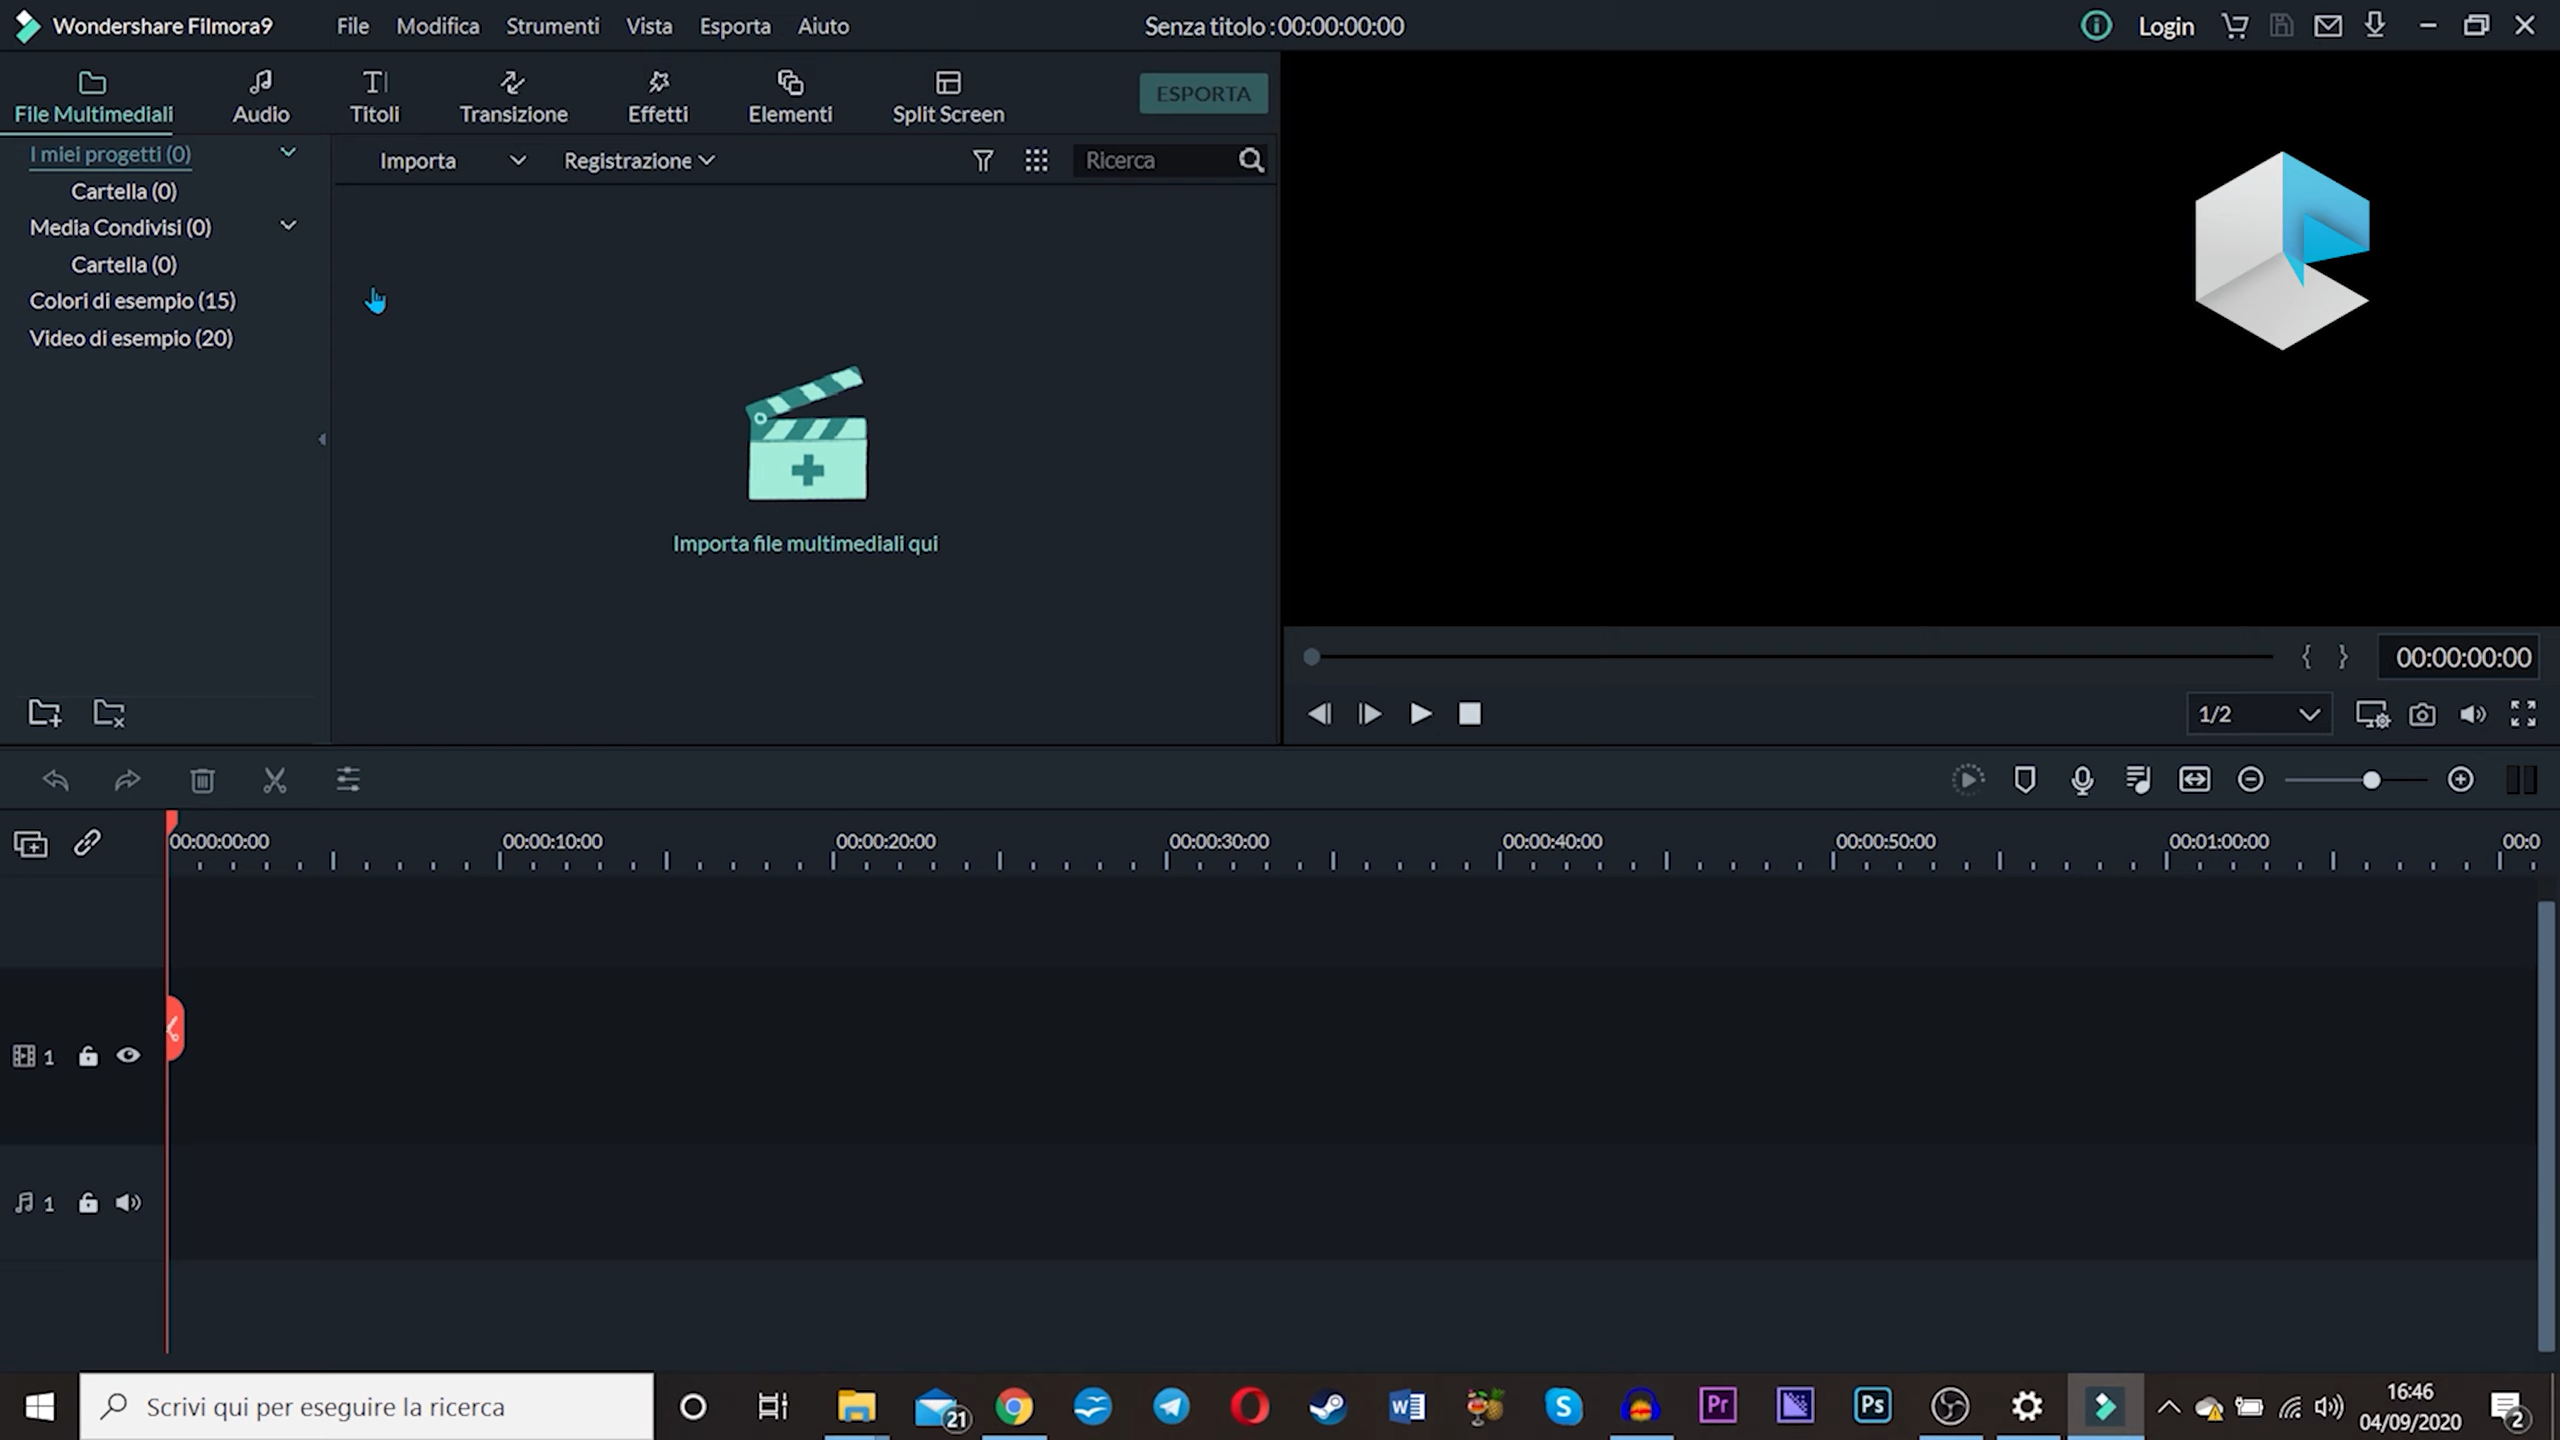 Wondershare Filmora9
File Modifica Strumenti Vista Esporta Aiuto
Senza titolo : 00:00:00:00
Login
File Multimediali Audio Titoli Transizione Effetti Elementi Split Screen
ESPORTA
I miei progetti (0)
Cartella (0)
Media Condivisi (0)
Cartella (0)
Colori di esempio (15)
Video di esempio (20)
Importa Registrazione Ricerca
Importa file multimediali qui
{ } 00:00:00:00
1/2
00:00:00:00 00:00:10:00 00:00:20:00 00:00:30:00 00:00:40:00 00:00:50:00 00:01:00:00 00:0
1
1
Scrivi qui per eseguire la ricerca
21
W
S
Pr
Ps
16:46
04/09/2020
2